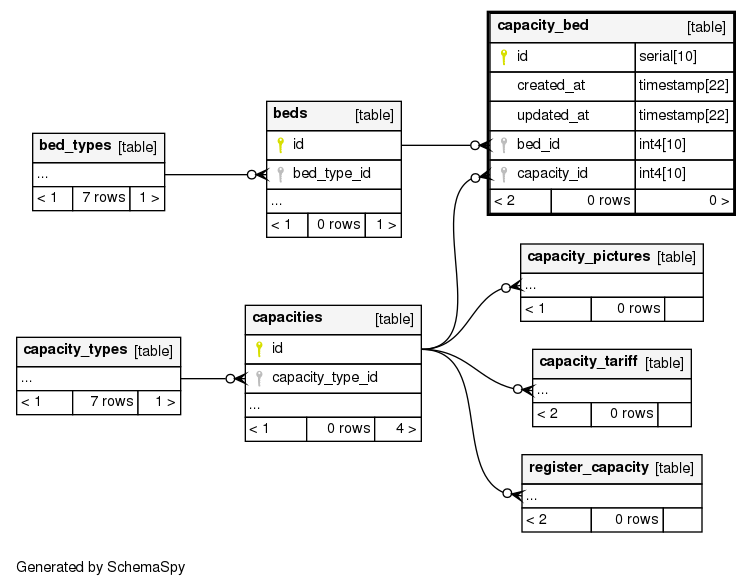 capacity_bed [table]
id serial[10]
created_at timestamp[22]
updated_at timestamp[22]
bed_id int4[10]
capacity_id int4[10]
< 2 0 rows 0 >
beds [table]
id
bed_type_id
...
< 1 0 rows 1 >
bed_types [table]
...
< 1 7 rows 1 >
capacity_pictures [table]
...
< 1 0 rows
capacities [table]
id
capacity_type_id
...
< 1 0 rows 4 >
capacity_types [table]
...
< 1 7 rows 1 >
capacity_tariff [table]
...
< 2 0 rows
register_capacity [table]
...
< 2 0 rows
Generated by SchemaSpy